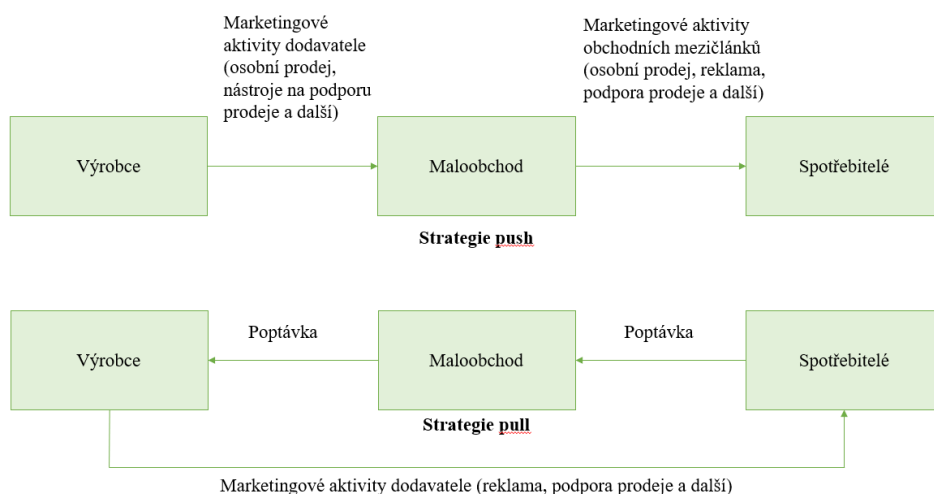 Marketingové
aktivity dodavatele
(osobní prodej,
nástroje na podporu
prodeje a další)
Marketingové aktivity
obchodních mezičlánků
(osobní prodej, reklama,
podpora prodeje a další)
Výrobce
Maloobchod
Spotřebitelé
Strategie push
Výrobce
Poptávka
Maloobchod
Poptávka
Spotřebitelé
Strategie pull
Marketingové aktivity dodavatele (reklama, podpora prodeje a další)